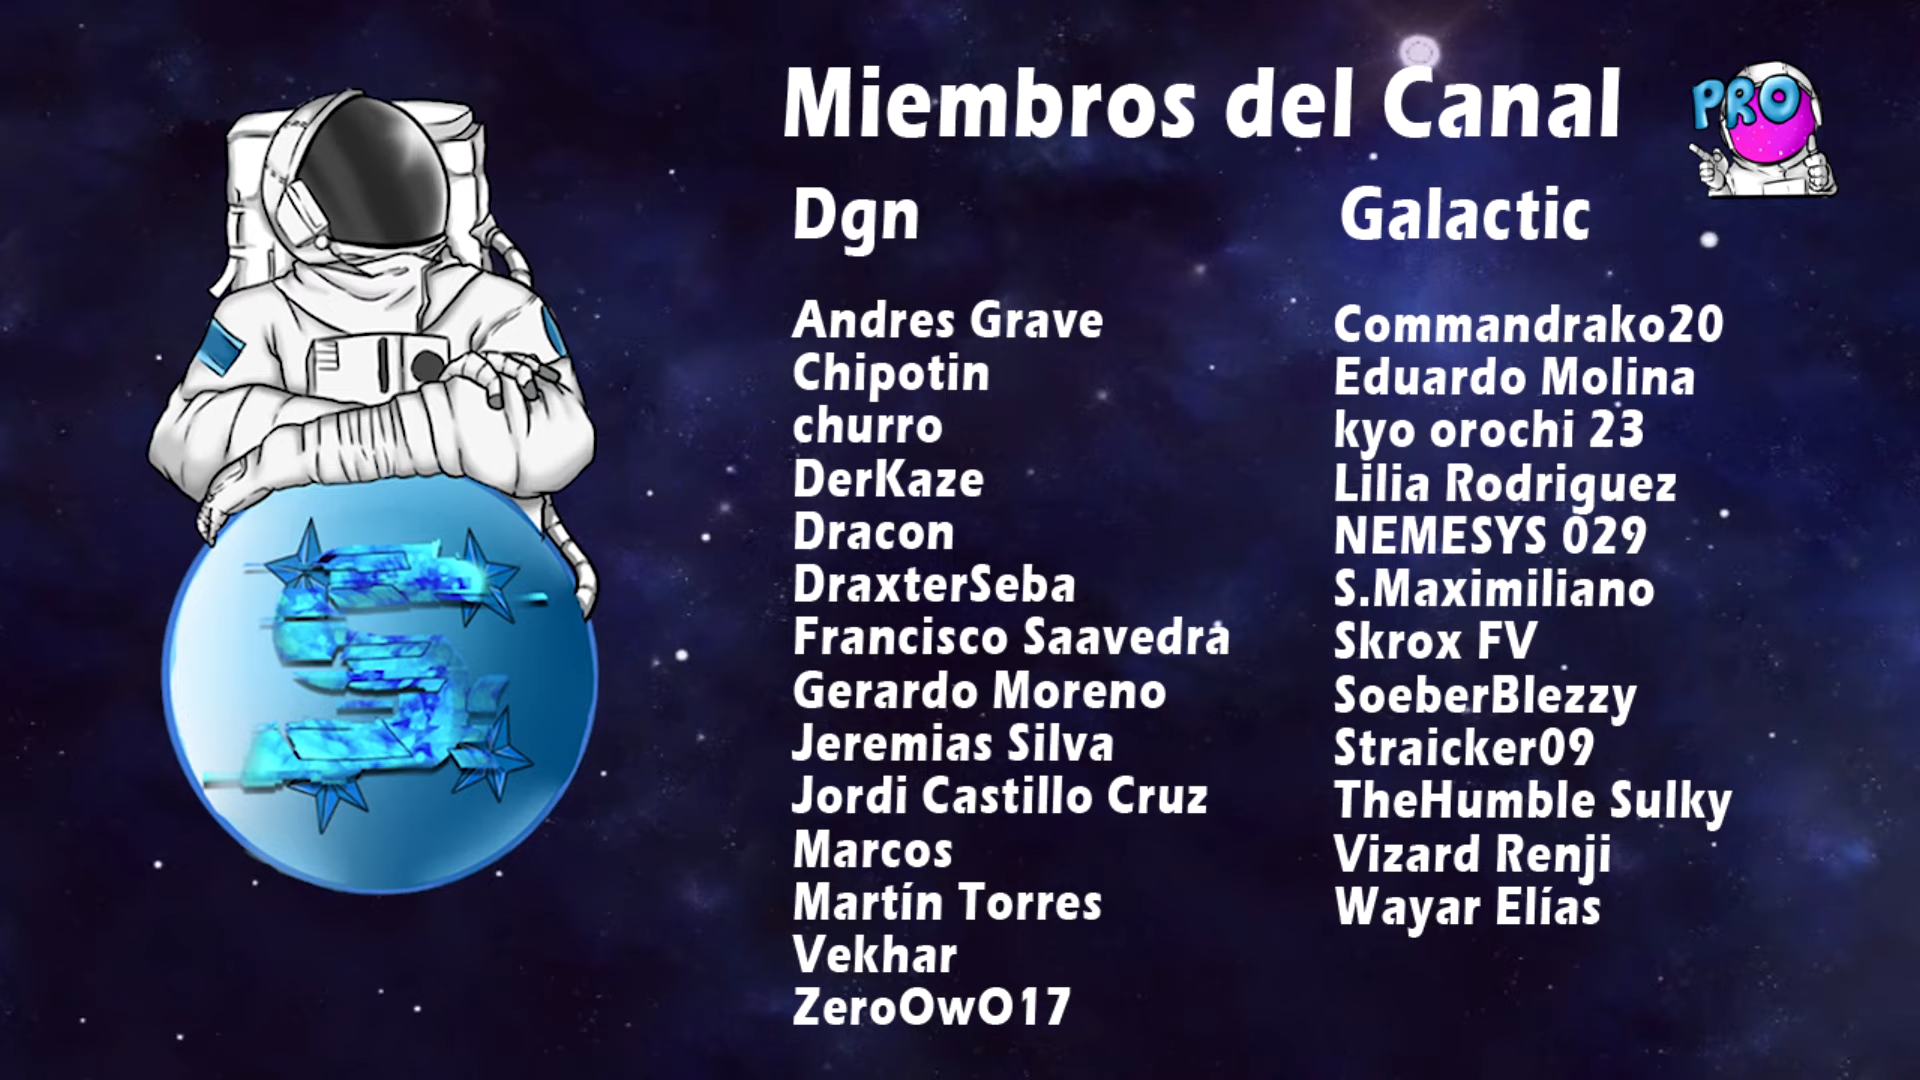 Miembros del Canal
PRO
Dgn
Andres Grave
Chipotin
churro
DerKaze
Dracon
DraxterSeba
Francisco Saavedra
Gerardo Moreno
Jeremias Silva
Jordi Castillo Cruz
Marcos
Martín Torres
Vekhar
ZeroOwO17
Galactic
Commandrako20
Eduardo Molina
kyo orochi 23
Lilia Rodriguez
NEMESYS 029
S.Maximiliano
Skrox FV
SoeberBlezzy
Straicker09
TheHumble Sulky
Vizard Renji
Wayar Elías
S